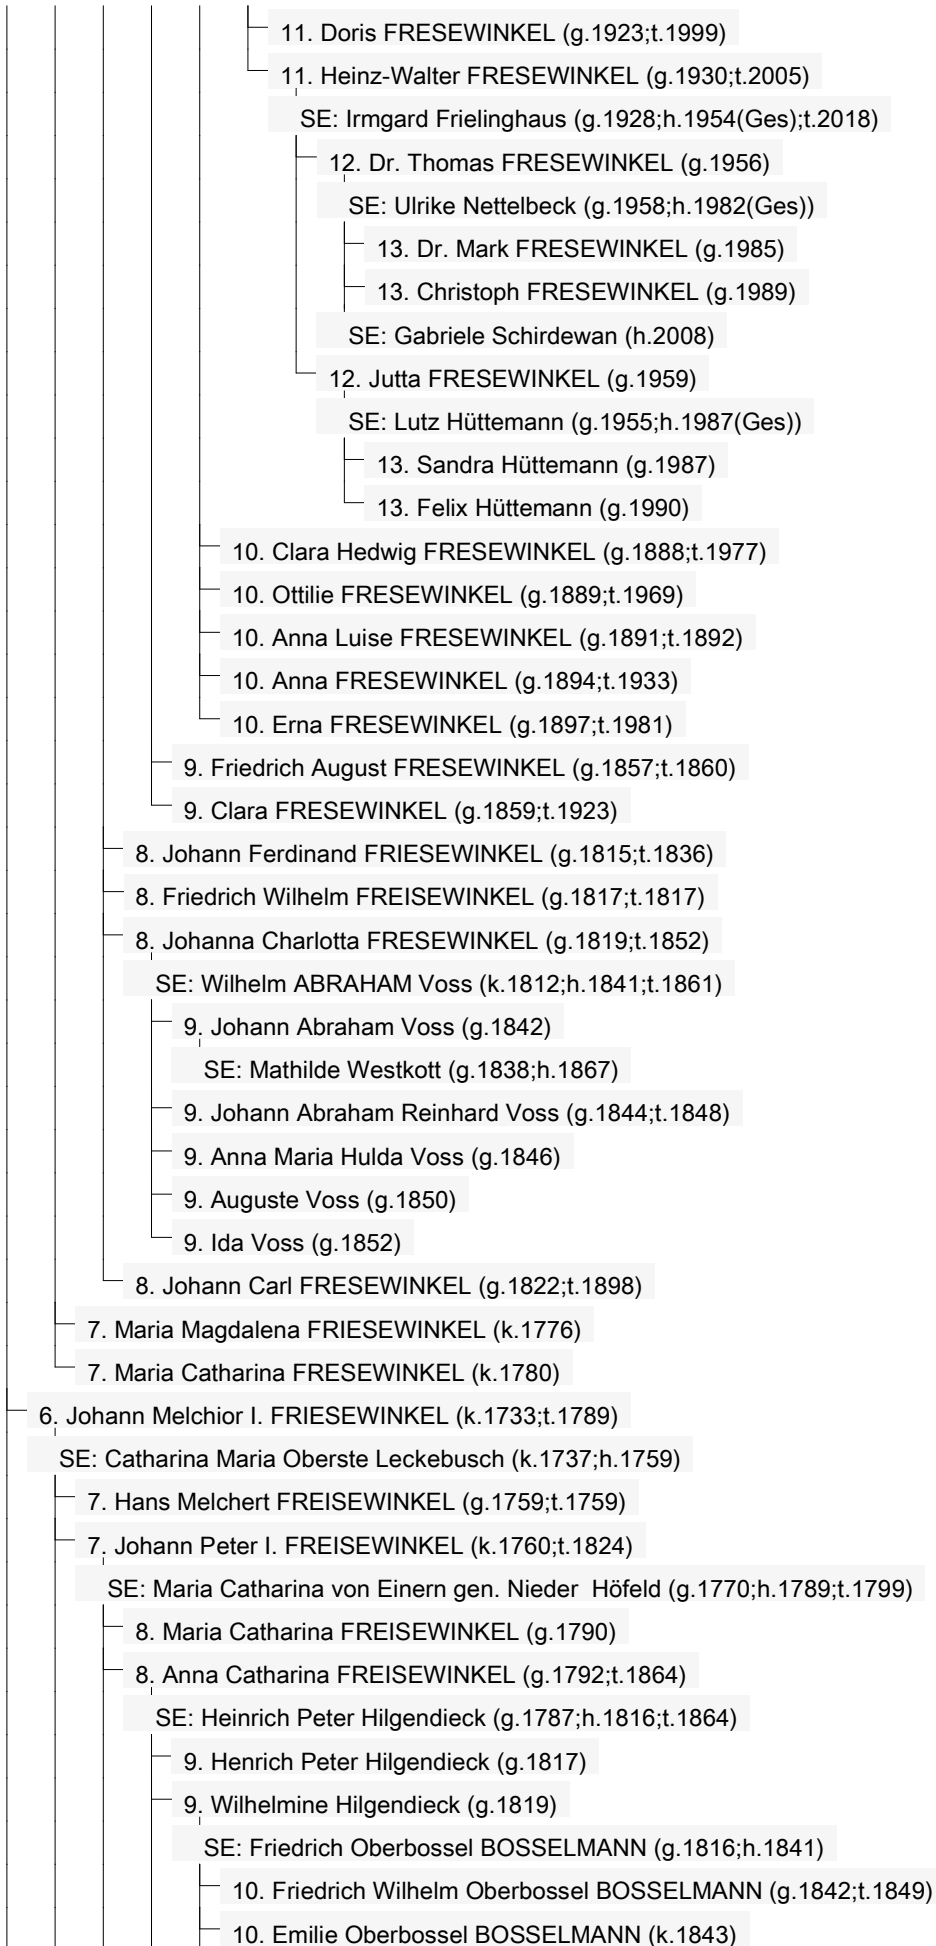 11. Doris FRESEWINKEL (g.1923;t.1999)
11. Heinz-Walter FRESEWINKEL (g.1930;t.2005)
SE: Irmgard Frielinghaus (g.1928;h.1954(Ges);t.2018)
12. Dr. Thomas FRESEWINKEL (g.1956)
SE: Ulrike Nettelbeck (g.1958;h.1982(Ges))
13. Dr. Mark FRESEWINKEL (g.1985)
13. Christoph FRESEWINKEL (g.1989)
SE: Gabriele Schirdewan (h.2008)
12. Jutta FRESEWINKEL (g.1959)
SE: Lutz Hüttemann (g.1955;h.1987(Ges))
13. Sandra Hüttemann (g.1987)
13. Felix Hüttemann (g.1990)
10. Clara Hedwig FRESEWINKEL (g.1888;t.1977)
10. Ottilie FRESEWINKEL (g.1889;t.1969)
10. Anna Luise FRESEWINKEL (g.1891;t.1892)
10. Anna FRESEWINKEL (g.1894;t.1933)
10. Erna FRESEWINKEL (g.1897;t.1981)
9. Friedrich August FRESEWINKEL (g.1857;t.1860)
9. Clara FRESEWINKEL (g.1859;t.1923)
8. Johann Ferdinand FRIESEWINKEL (g.1815;t.1836)
8. Friedrich Wilhelm FREISEWINKEL (g.1817;t.1817)
8. Johanna Charlotta FRESEWINKEL (g.1819;t.1852)
SE: Wilhelm ABRAHAM Voss (k.1812;h.1841;t.1861)
9. Johann Abraham Voss (g.1842)
SE: Mathilde Westkott (g.1838;h.1867)
9. Johann Abraham Reinhard Voss (g.1844;t.1848)
9. Anna Maria Hulda Voss (g.1846)
9. Auguste Voss (g.1850)
9. Ida Voss (g.1852)
8. Johann Carl FRESEWINKEL (g.1822;t.1898)
7. Maria Magdalena FRIESEWINKEL (k.1776)
7. Maria Catharina FRESEWINKEL (k.1780)
6. Johann Melchior I. FRIESEWINKEL (k.1733;t.1789)
SE: Catharina Maria Oberste Leckebusch (k.1737;h.1759)
7. Hans Melchert FREISEWINKEL (g.1759;t.1759)
7. Johann Peter I. FREISEWINKEL (k.1760;t.1824)
SE: Maria Catharina von Einern gen. Nieder  Höfeld (g.1770;h.1789;t.1799)
8. Maria Catharina FREISEWINKEL (g.1790)
8. Anna Catharina FREISEWINKEL (g.1792;t.1864)
SE: Heinrich Peter Hilgendieck (g.1787;h.1816;t.1864)
9. Henrich Peter Hilgendieck (g.1817)
9. Wilhelmine Hilgendieck (g.1819)
SE: Friedrich Oberbossel BOSSELMANN (g.1816;h.1841)
10. Friedrich Wilhelm Oberbossel BOSSELMANN (g.1842;t.1849)
10. Emilie Oberbossel BOSSELMANN (k.1843)